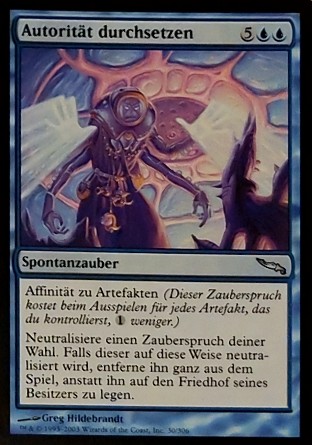 Autorität durchsetzen 5
Spontanzauber
Affinität zu Artefakten (Dieser Zauberspruch
kostet beim Ausspielen für jedes Artefakt, das
du kontrollierst, 1 weniger.)
Neutralisiere einen Zauberspruch deiner
Wahl. Falls dieser auf diese Weise neutra-
lisiert wird, entferne ihn ganz aus dem
Spiel, anstatt ihn auf den Friedhof seines
Besitzers zu legen.
Greg Hildebrandt
™ & © 1993–2003 Wizards of the Coast, Inc. 30/306